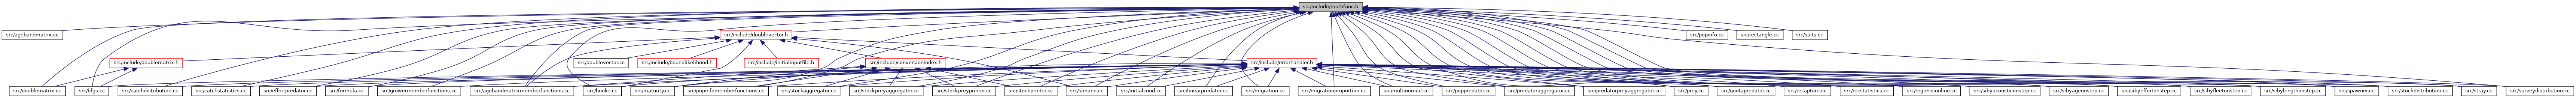 src/include/mathfunc.h
src/agebandmatrix.cc
src/include/doublevector.h
src/popinfo.cc
src/rectangle.cc
src/suits.cc
src/include/doublematrix.h
src/doublevector.cc
src/include/boundlikelihood.h
src/include/initialinputfile.h
src/include/conversionindex.h
src/include/errorhandler.h
src/doublematrix.cc
src/bfgs.cc
src/catchdistribution.cc
src/catchstatistics.cc
src/effortpredator.cc
src/formula.cc
src/growermemberfunctions.cc
src/agebandmatrixmemberfunctions.cc
src/hooke.cc
src/maturity.cc
src/popinfomemberfunctions.cc
src/stockaggregator.cc
src/stockpreyaggregator.cc
src/stockpreyprinter.cc
src/stockprinter.cc
src/simann.cc
src/initialcond.cc
src/linearpredator.cc
src/migration.cc
src/migrationproportion.cc
src/multinomial.cc
src/poppredator.cc
src/predatoraggregator.cc
src/predatorpreyaggregator.cc
src/prey.cc
src/quotapredator.cc
src/recapture.cc
src/recstatistics.cc
src/regressionline.cc
src/sibyacousticonstep.cc
src/sibyageonstep.cc
src/sibyeffortonstep.cc
src/sibyfleetonstep.cc
src/sibylengthonstep.cc
src/spawner.cc
src/stockdistribution.cc
src/stray.cc
src/surveydistribution.cc